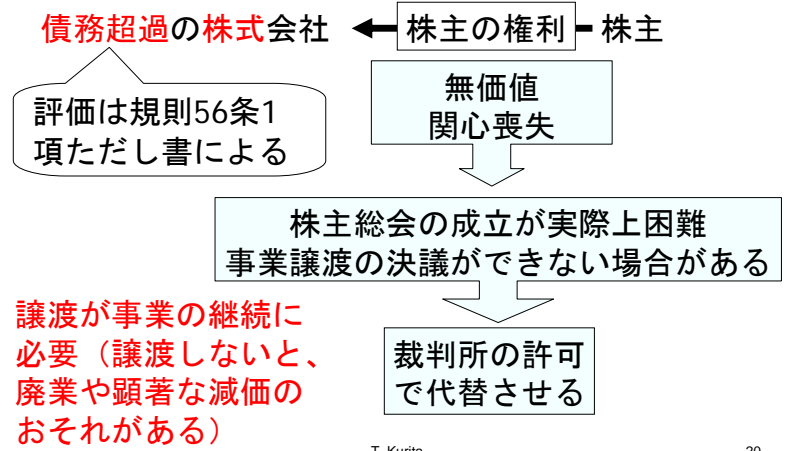 債務超過の株式会社 株主の権利 株主
評価は規則56条1
項ただし書による
無価値
関心喪失
株主総会の成立が実際上困難
事業譲渡の決議ができない場合がある
譲渡が事業の継続に
必要（譲渡しないと、
廃業や顕著な減価の
おそれがある）
裁判所の許可
で代替させる
T. Kurita 20